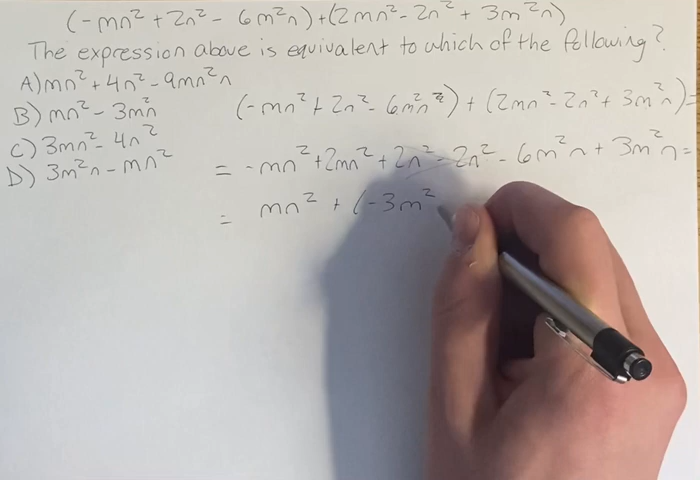 (-mn² + 2n² - 6m²n) + (2mn² - 2n² + 3m²n)
The expression above is equivalent to which of the following?
A) mn² + 4n² - 9mn²n
B) mn² - 3m²n
C) 3mn² - 4n²
D) 3m²n - mn²
(-mn² + 2n² - 6m²n) + (2mn² - 2n² + 3m²n) =
= -mn² + 2mn² + 2n² - 2n² - 6m²n + 3m²n =
= mn² + (-3m²